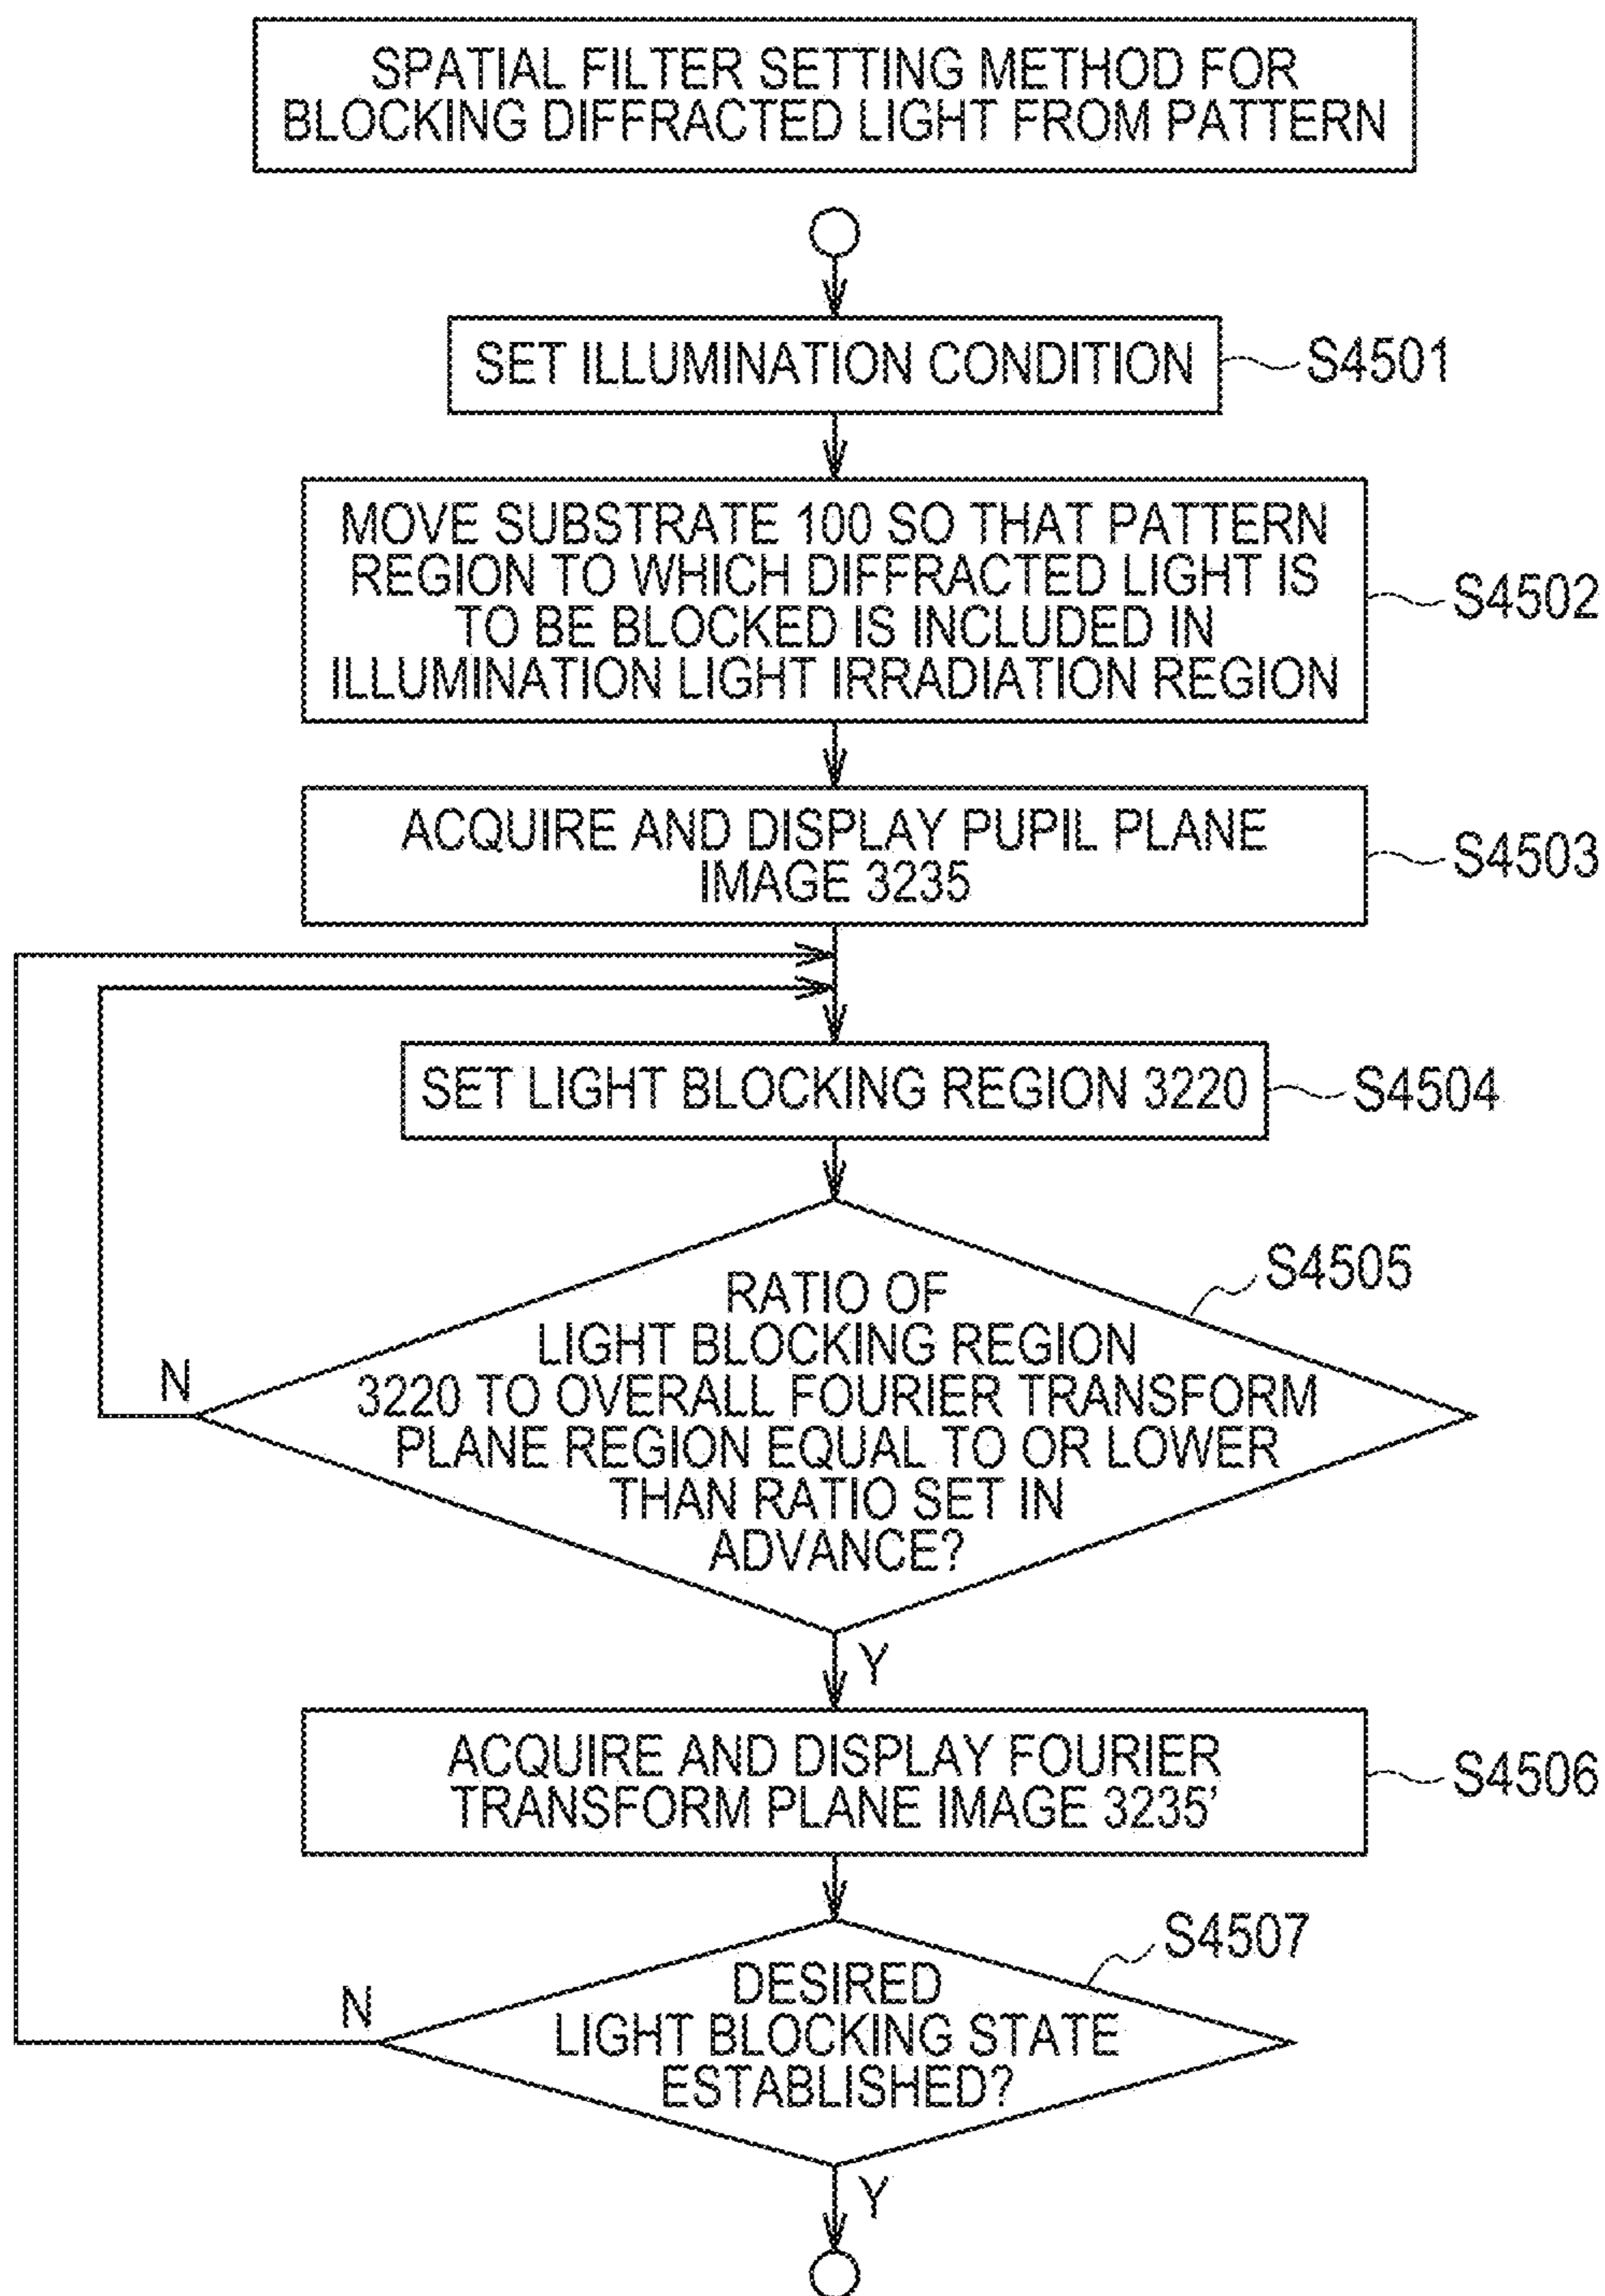 SPATIAL FILTER SETTING METHOD FOR
BLOCKING DIFFRACTED LIGHT FROM PATTERN
SET ILLUMINATION CONDITION
S4501
MOVE SUBSTRATE 100 SO THAT PATTERN
REGION TO WHICH DIFFRACTED LIGHT IS
TO BE BLOCKED IS INCLUDED IN
ILLUMINATION LIGHT IRRADIATION REGION
S4502
ACQUIRE AND DISPLAY PUPIL PLANE
IMAGE 3235
S4503
SET LIGHT BLOCKING REGION 3220
S4504
S4505
RATIO OF
LIGHT BLOCKING REGION
3220 TO OVERALL FOURIER TRANSFORM
PLANE REGION EQUAL TO OR LOWER
THAN RATIO SET IN
ADVANCE?
N
Y
ACQUIRE AND DISPLAY FOURIER
TRANSFORM PLANE IMAGE 3235'
S4506
S4507
DESIRED
LIGHT BLOCKING STATE
ESTABLISHED?
N
Y